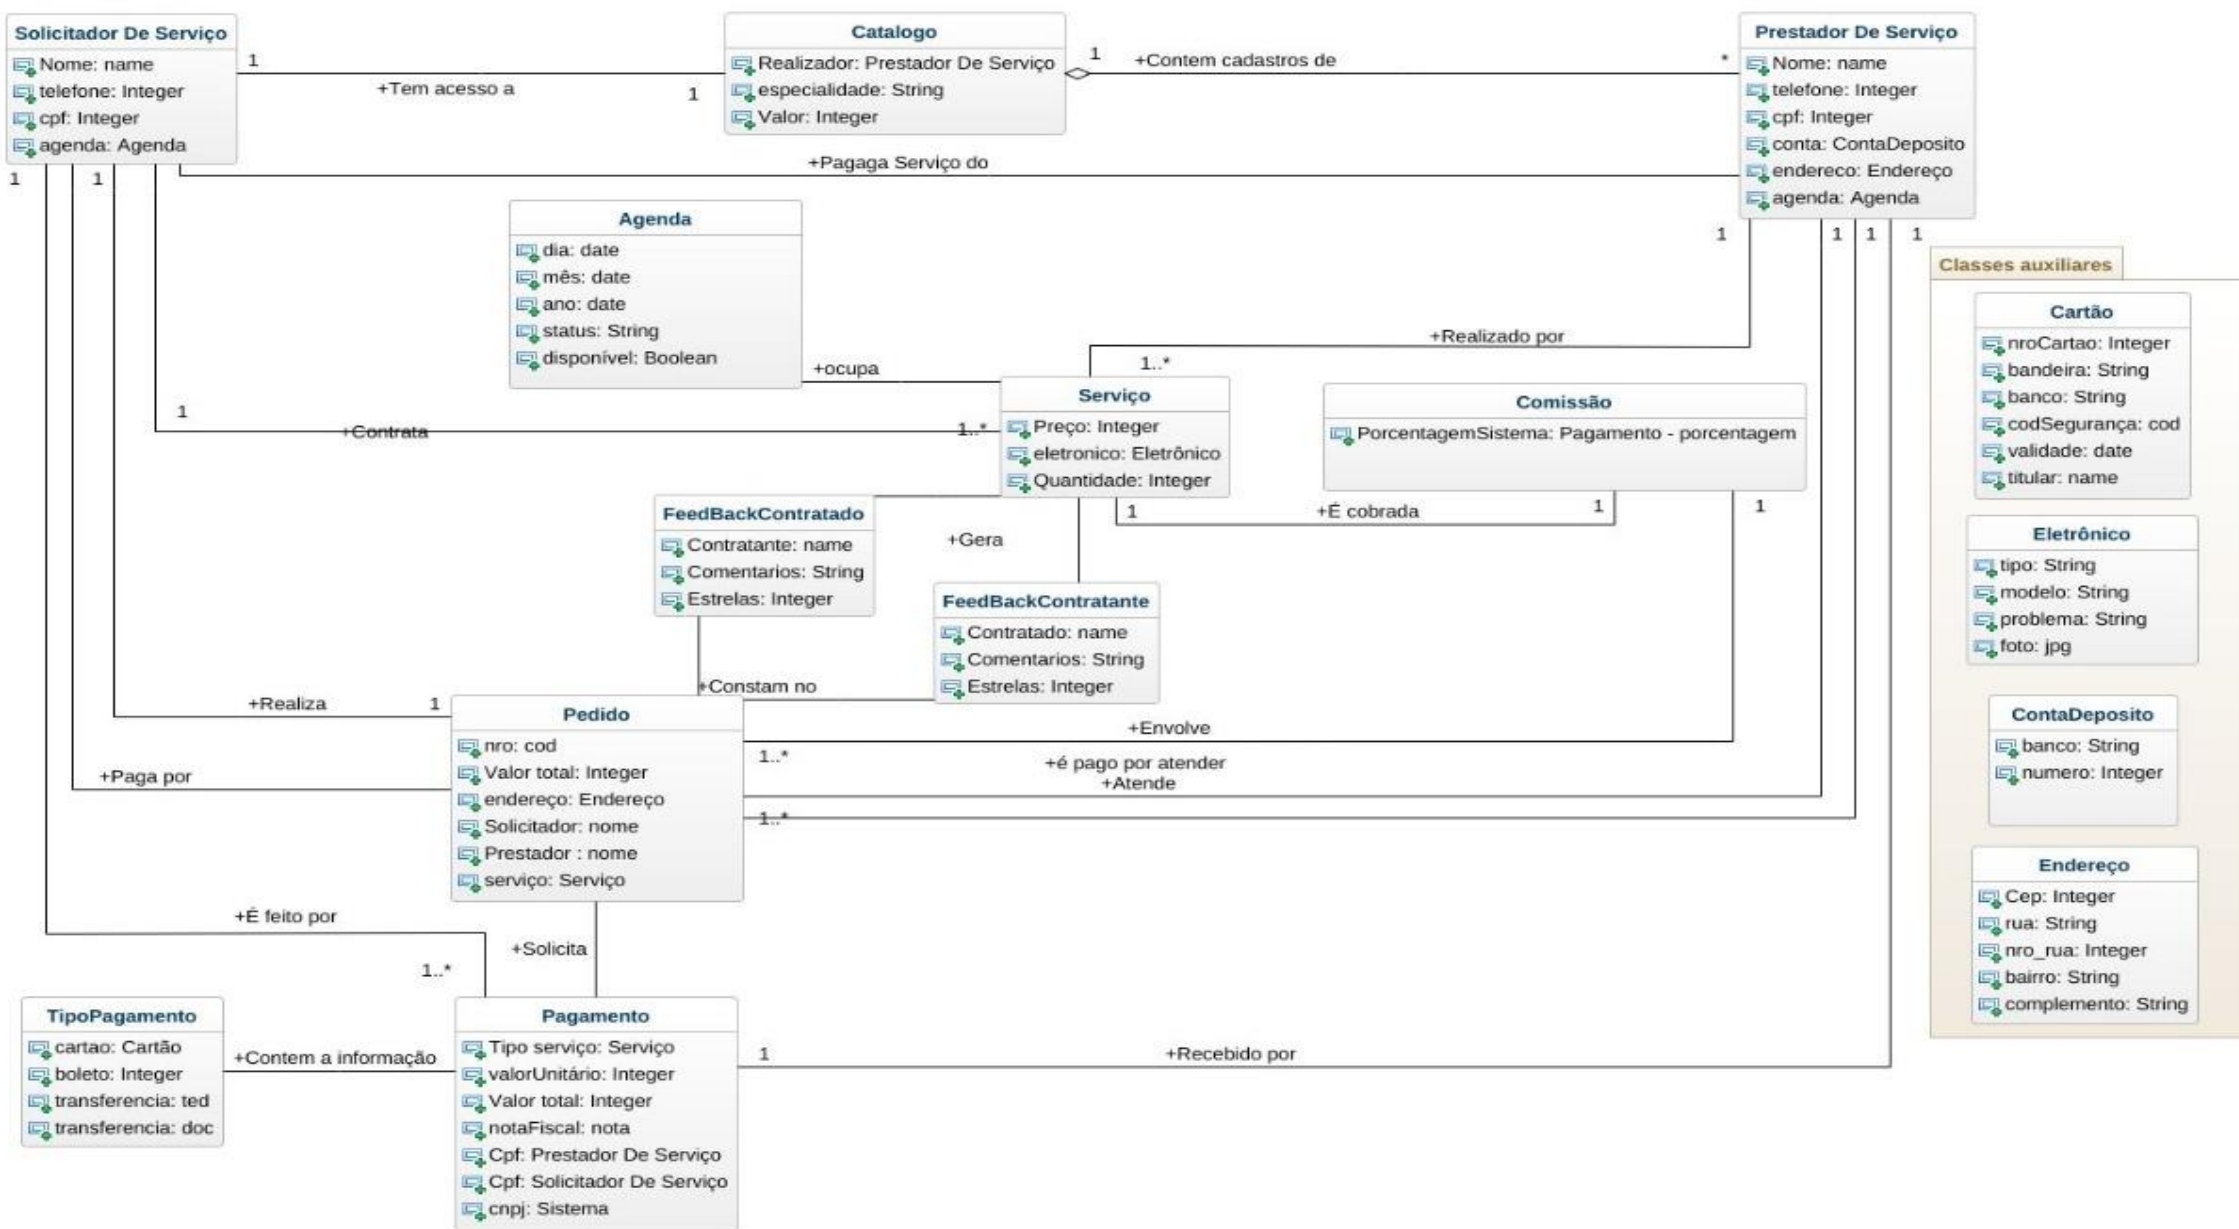 Solicitador De Serviço
Nome: name
telefone: Integer
cpf: Integer
agenda: Agenda
1
+Tem acesso a
1
Catalogo
Realizador: Prestador De Serviço
especialidade: String
Valor: Integer
1
+Contem cadastros de
*
Prestador De Serviço
Nome: name
telefone: Integer
cpf: Integer
conta: ContaDeposito
endereco: Endereço
agenda: Agenda
+Pagaga Serviço do
1
1
1
1
1
1
Agenda
dia: date
mês: date
ano: date
status: String
disponível: Boolean
+ocupa
+Realizado por
1..*
1
+Contrata
1..*
Serviço
Preço: Integer
eletronico: Eletrônico
Quantidade: Integer
Comissão
PorcentagemSistema: Pagamento - porcentagem
1
+É cobrada
1
1
FeedBackContratado
Contratante: name
Comentarios: String
Estrelas: Integer
+Gera
FeedBackContratante
Contratado: name
Comentarios: String
Estrelas: Integer
+Constam no
+Realiza
1
Pedido
nro: cod
Valor total: Integer
endereço: Endereço
Solicitador: nome
Prestador : nome
serviço: Serviço
+Envolve
1..*
+é pago por atender
+Atende
1..*
+Paga por
+É feito por
1..*
+Solicita
TipoPagamento
cartao: Cartão
boleto: Integer
transferencia: ted
transferencia: doc
+Contem a informação
Pagamento
Tipo serviço: Serviço
valorUnitário: Integer
Valor total: Integer
notaFiscal: nota
Cpf: Prestador De Serviço
Cpf: Solicitador De Serviço
cnpj: Sistema
1
+Recebido por
Classes auxiliares
Cartão
nroCartao: Integer
bandeira: String
banco: String
codSegurança: cod
validade: date
titular: name
Eletrônico
tipo: String
modelo: String
problema: String
foto: jpg
ContaDeposito
banco: String
numero: Integer
Endereço
Cep: Integer
rua: String
nro_rua: Integer
bairro: String
complemento: String